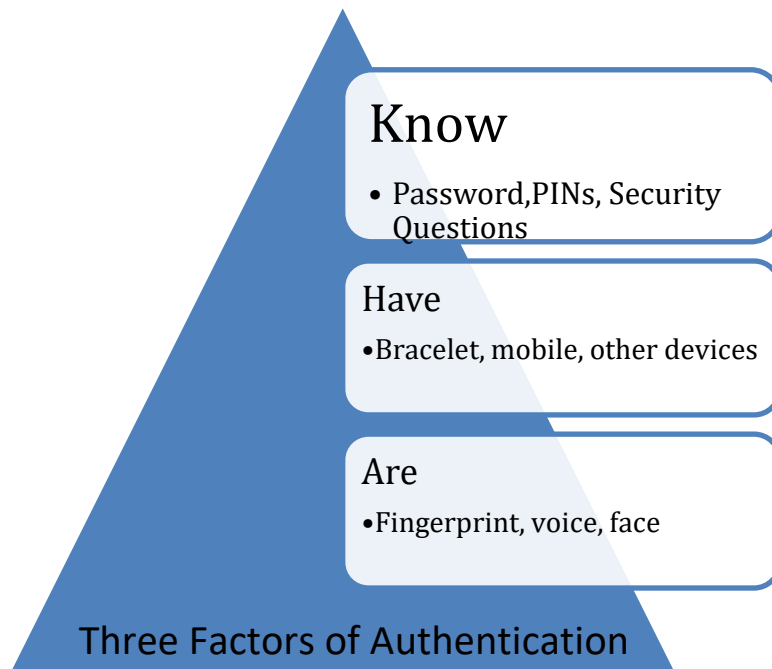 Know
• Password,PINs, Security
Questions
Have
•Bracelet, mobile, other devices
Are
•Fingerprint, voice, face
Three Factors of Authentication